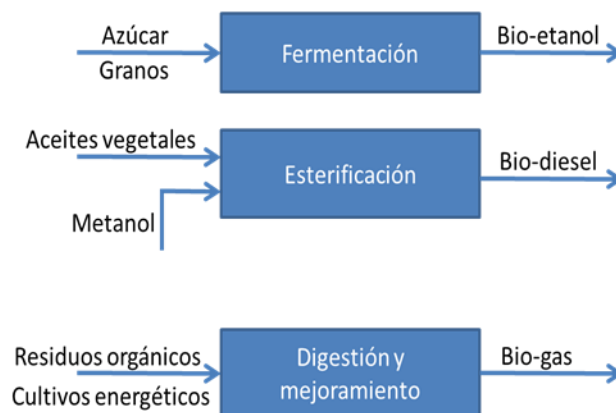 Azúcar
Granos
Fermentación
Bio-etanol
Aceites vegetales
Metanol
Esterificación
Bio-diesel
Residuos orgánicos
Cultivos energéticos
Digestión y
mejoramiento
Bio-gas